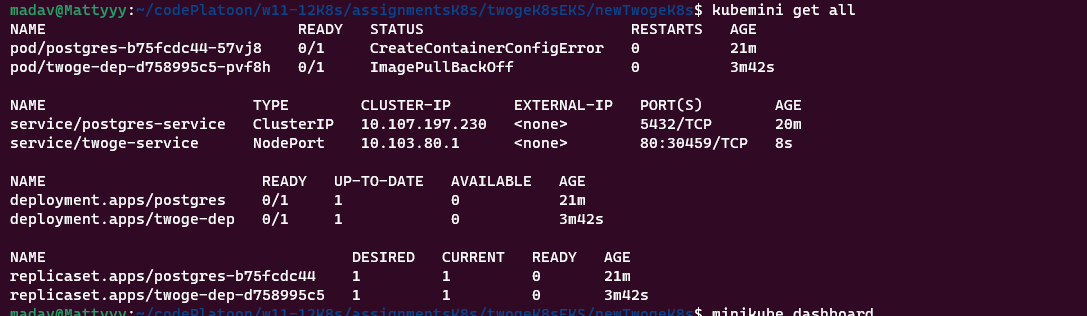 madav@Mattyyy:~/codePlatoon/w11-12K8s/assignmentsK8s/twogeK8sEKS/newTwogeK8s$ kubemini get all
NAME READY STATUS RESTARTS AGE
pod/postgres-b75fcdc44-57vj8 0/1 CreateContainerConfigError 0 21m
pod/twoge-dep-d758995c5-pvf8h 0/1 ImagePullBackOff 0 3m42s
NAME TYPE CLUSTER-IP EXTERNAL-IP PORT(S) AGE
service/postgres-service ClusterIP 10.107.197.230 <none> 5432/TCP 20m
service/twoge-service NodePort 10.103.80.1 <none> 80:30459/TCP 8s
NAME READY UP-TO-DATE AVAILABLE AGE
deployment.apps/postgres 0/1 1 0 21m
deployment.apps/twoge-dep 0/1 1 0 3m42s
NAME DESIRED CURRENT READY AGE
replicaset.apps/postgres-b75fcdc44 1 1 0 21m
replicaset.apps/twoge-dep-d758995c5 1 1 0 3m42s
madav@Mattyyy:~/codePlatoon/w11-12K8s/assignmentsK8s/twogeK8sEKS/newTwogeK8s$ minikube dashboard